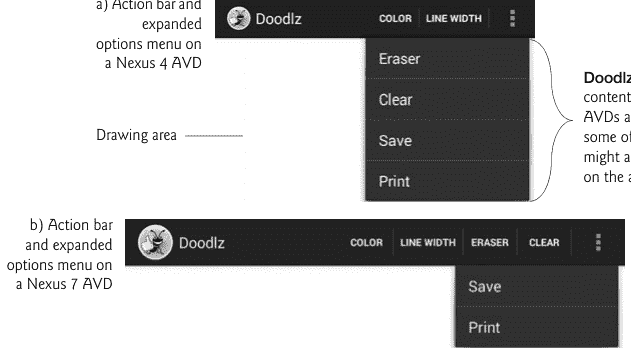 a) Action bar and
expanded
options menu on
a Nexus 4 AVD
Doodlz
COLOR
LINE WIDTH
Eraser
Clear
Save
Print
Drawing area
Doodlz
content
AVDs a
some of
might a
on the a
b) Action bar
and expanded
options menu on
a Nexus 7 AVD
Doodlz
COLOR
LINE WIDTH
ERASER
CLEAR
Save
Print